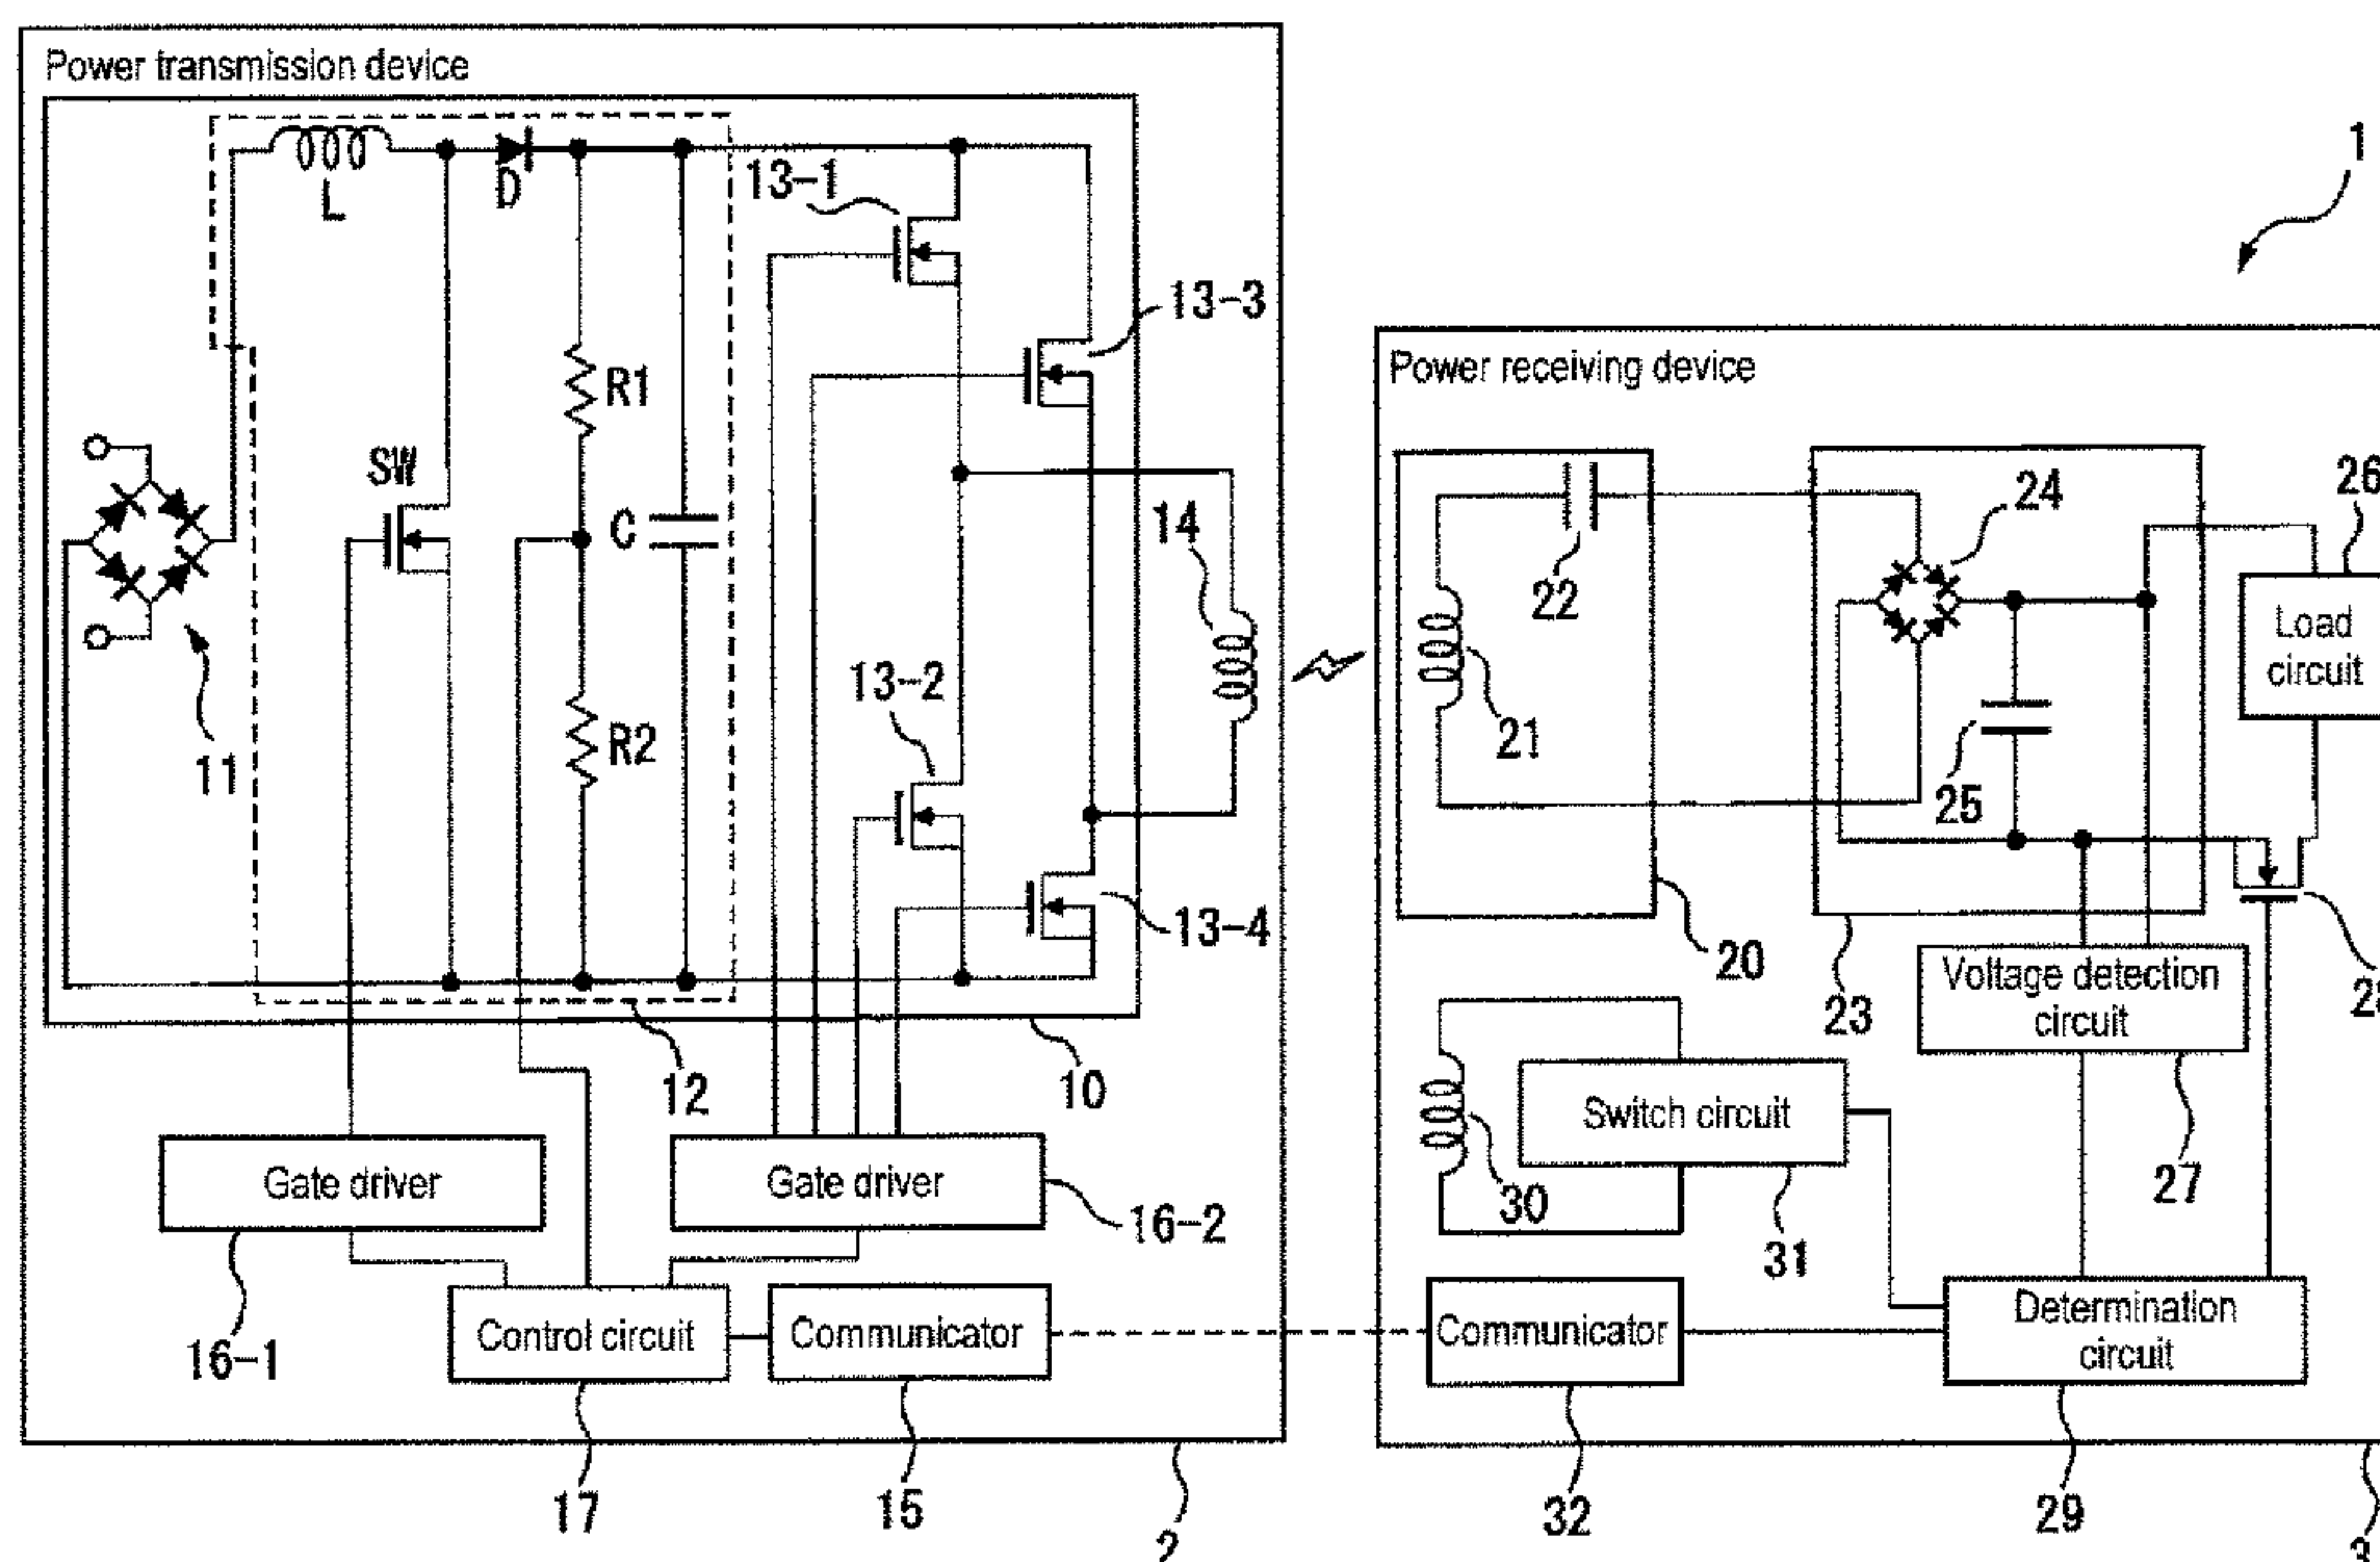 Power transmission device
L
D
13-1
1
13-3
Power receiving device
R1
SW
C
14
22
24
26
Load
circuit
13-2
21
R2
11
25
13-4
20
23
Voltage detection
circuit
12
10
Switch circuit
30
31
27
Gate driver
Gate driver
16-2
16-1
Control circuit
Communicator
Communicator
Determination
circuit
17
15
2
32
29